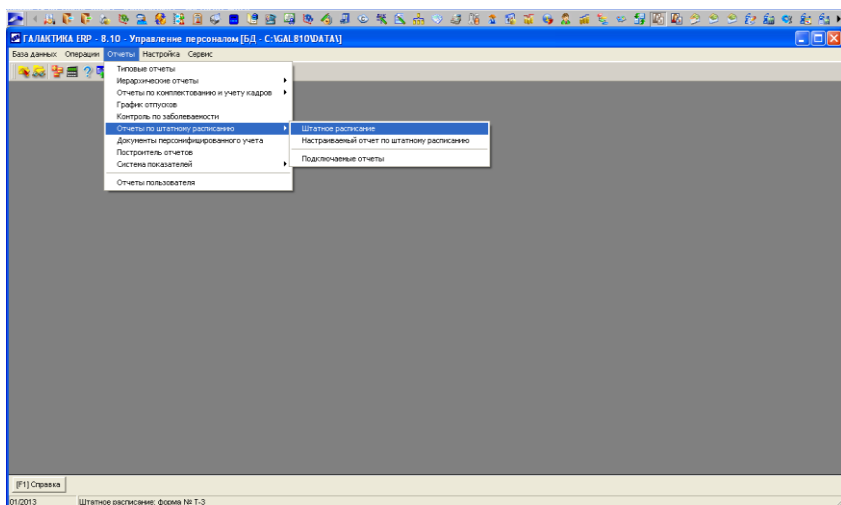 ГАЛАКТИКА ERP - 8.10 - Управление персоналом [БД - C:\GAL810\DATA\]
База данных Операции Отчеты Настройка Сервис
Типовые отчеты
Иерархические отчеты
Отчеты по комплектованию и учету кадров
График отпусков
Контроль по заболеваемости
Отчеты по штатному расписанию
Штатное расписание
Документы персонифицированного учета
Настраиваемый отчет по штатному расписанию
Построитель отчетов
Система показателей
Подключаемые отчеты
Отчеты пользователя
[F1] Справка
01/2013 Штатное расписание: форма № Т-3